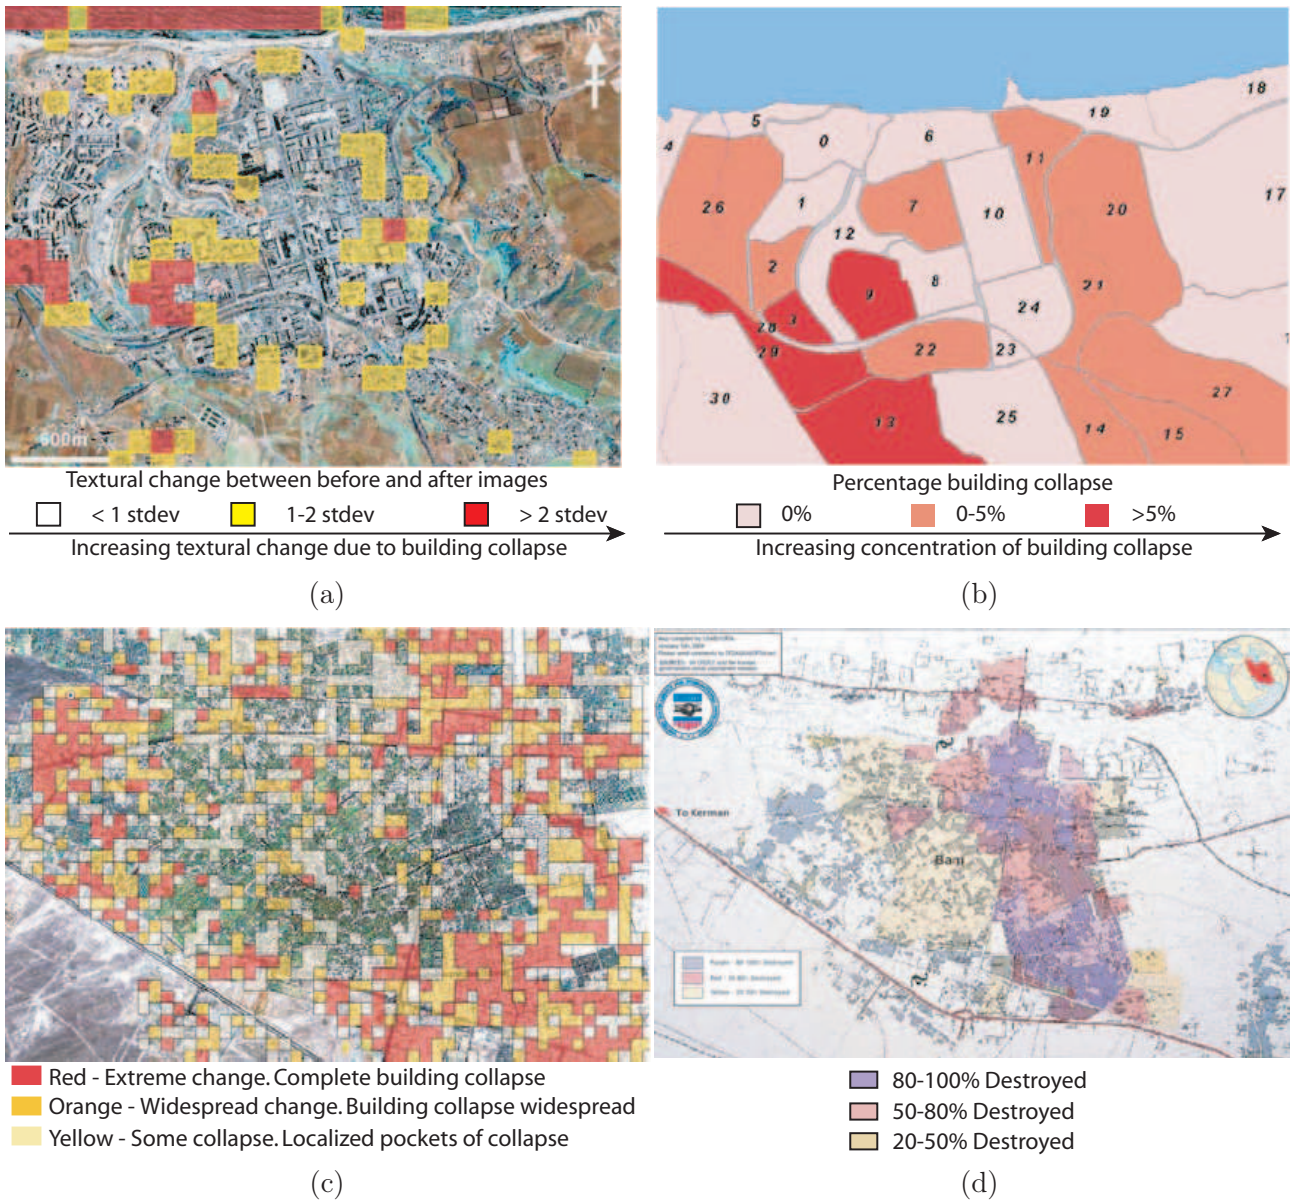 N
600m
Textural change between before and after images
< 1 stdev 1-2 stdev > 2 stdev
Increasing textural change due to building collapse
(a)
18
19
5
4
0
6
11
17
26
1
7
10
20
12
2
8
9
21
24
3
28
29
22
23
27
30
13
25
14
15
Percentage building collapse
0% 0-5% >5%
Increasing concentration of building collapse
(b)
Red - Extreme change. Complete building collapse
Orange - Widespread change. Building collapse widespread
Yellow - Some collapse. Localized pockets of collapse
(c)
To Kerman
Bam
80-100% Destroyed
50-80% Destroyed
20-50% Destroyed
(d)